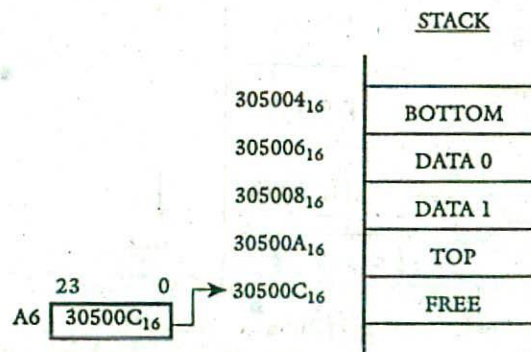 STACK
305004₁₆ BOTTOM
305006₁₆ DATA 0
305008₁₆ DATA 1
30500A₁₆ TOP
23 0
30500C₁₆ FREE
A6 30500C₁₆